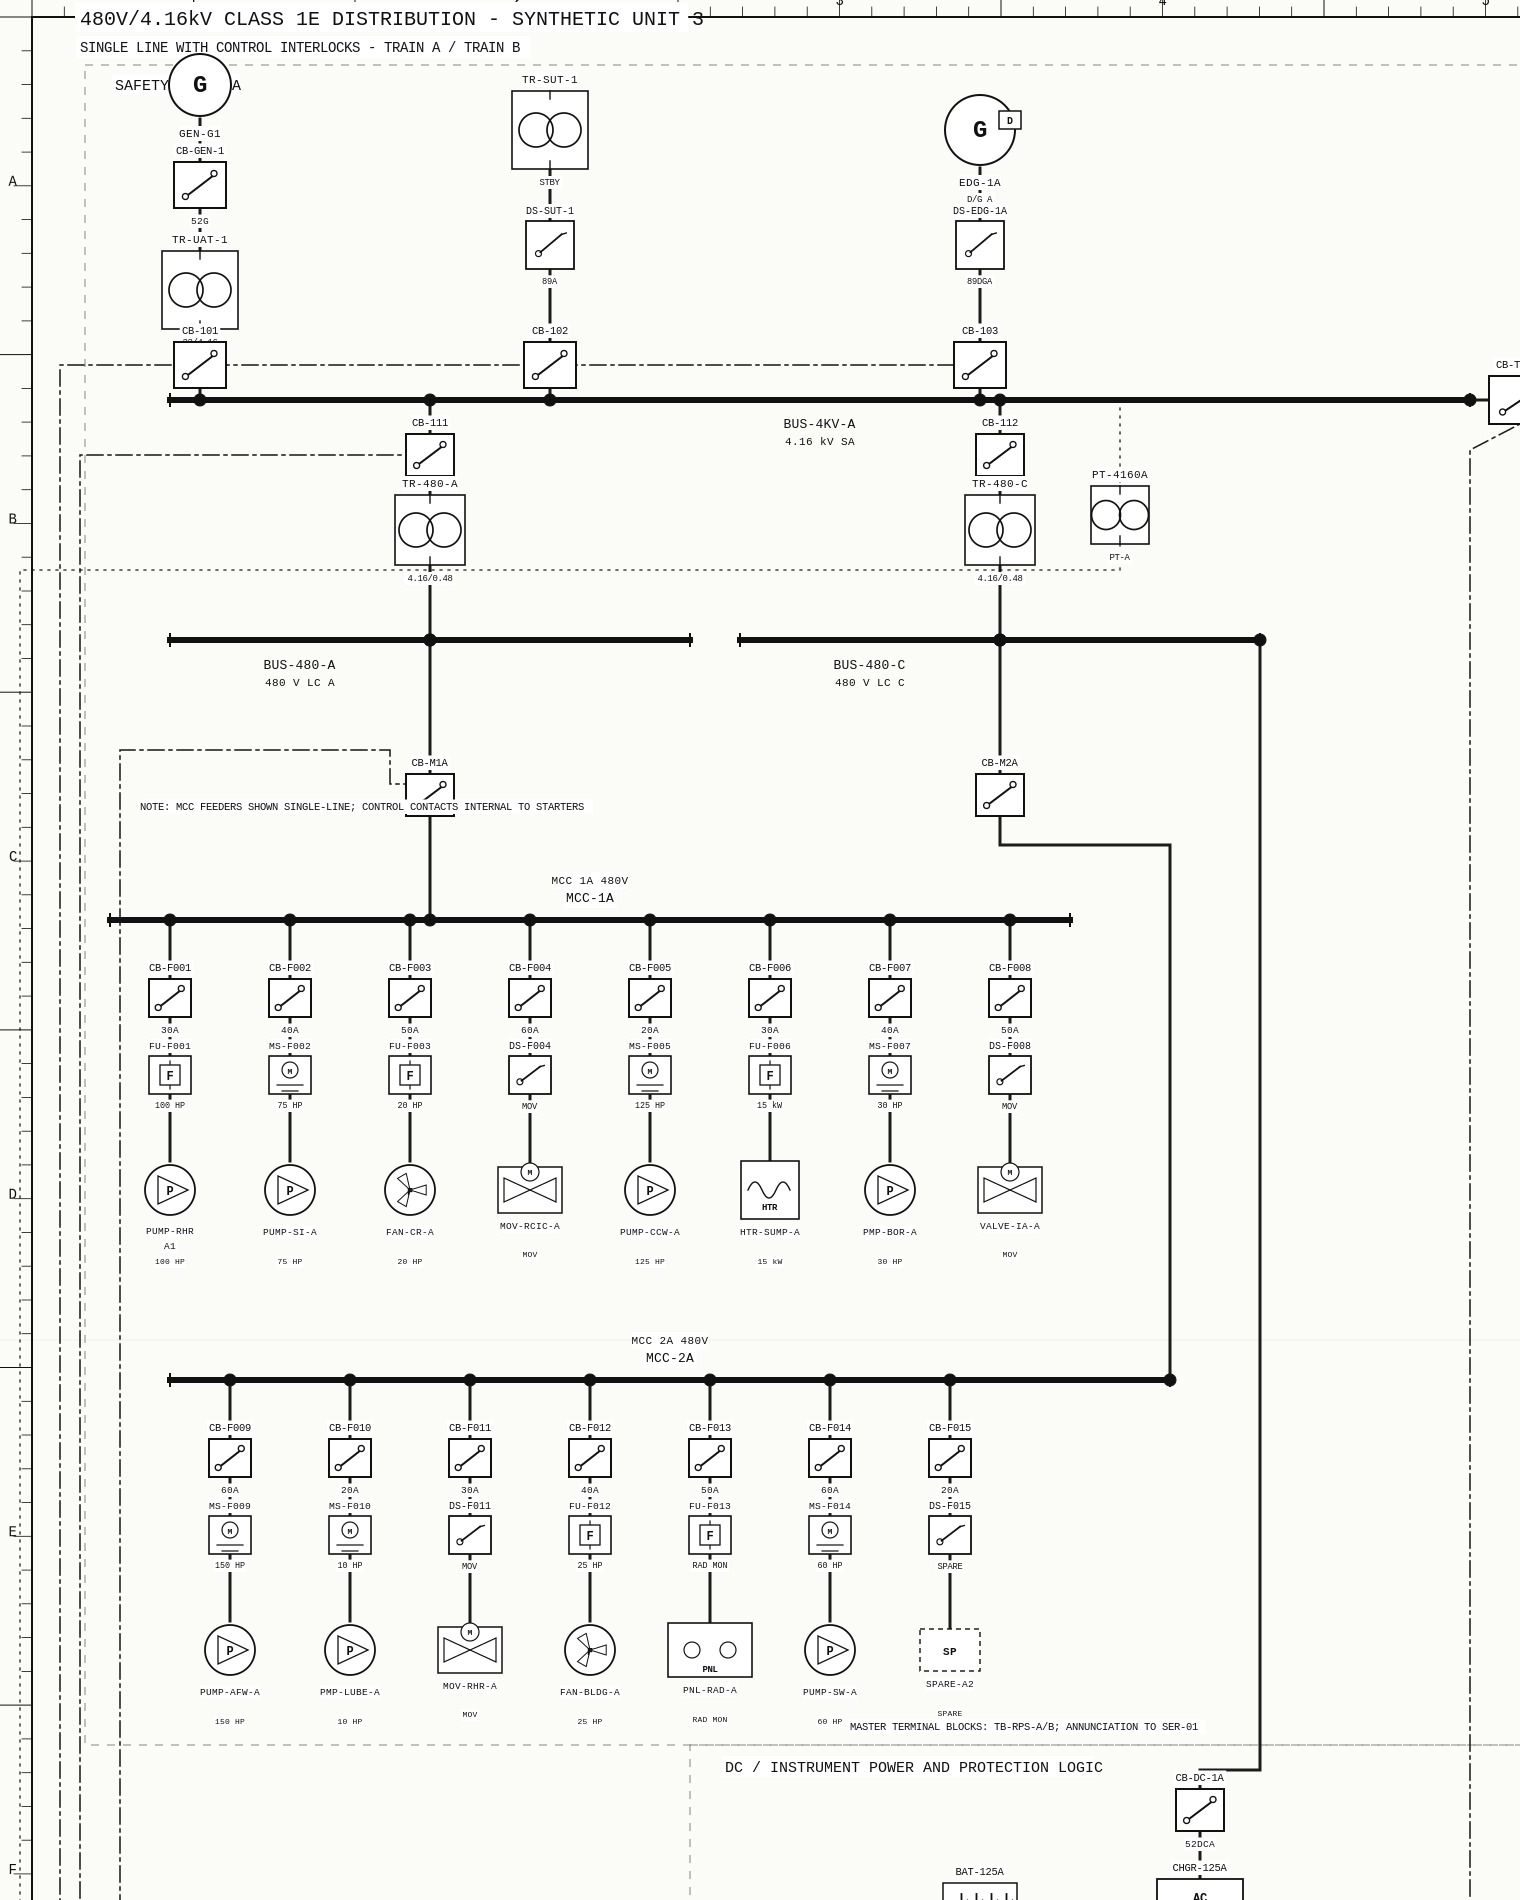 480V/4.16kV CLASS 1E DISTRIBUTION - SYNTHETIC UNIT 3
SINGLE LINE WITH CONTROL INTERLOCKS - TRAIN A / TRAIN B
SAFETY G A
TR-SUT-1
G D
GEN-G1
CB-GEN-1
A
STBY
EDG-1A
D/G A
DS-SUT-1
DS-EDG-1A
52G
TR-UAT-1
89A
89DGA
CB-101
CB-102
CB-103
CB-T
CB-111
BUS-4KV-A
CB-112
4.16 kV SA
TR-480-A
TR-480-C
PT-4160A
B
PT-A
4.16/0.48
4.16/0.48
BUS-480-A
BUS-480-C
480 V LC A
480 V LC C
CB-M1A
CB-M2A
NOTE: MCC FEEDERS SHOWN SINGLE-LINE; CONTROL CONTACTS INTERNAL TO STARTERS
C
MCC 1A 480V
MCC-1A
CB-F001 CB-F002 CB-F003 CB-F004 CB-F005 CB-F006 CB-F007 CB-F008
30A 40A 50A 60A 20A 30A 40A 50A
FU-F001 MS-F002 FU-F003 DS-F004 MS-F005 FU-F006 MS-F007 DS-F008
F M F M F M
100 HP 75 HP 20 HP MOV 125 HP 15 kW 30 HP MOV
M M
D
P P P P
HTR
PUMP-RHR PUMP-SI-A FAN-CR-A MOV-RCIC-A PUMP-CCW-A HTR-SUMP-A PMP-BOR-A VALVE-IA-A
A1
100 HP 75 HP 20 HP MOV 125 HP 15 kW 30 HP MOV
MCC 2A 480V
MCC-2A
CB-F009 CB-F010 CB-F011 CB-F012 CB-F013 CB-F014 CB-F015
60A 20A 30A 40A 50A 60A 20A
MS-F009 MS-F010 DS-F011 FU-F012 FU-F013 MS-F014 DS-F015
E
M M F F M
150 HP 10 HP MOV 25 HP RAD MON 60 HP SPARE
M
P P P SP
PNL
PUMP-AFW-A PMP-LUBE-A MOV-RHR-A FAN-BLDG-A PNL-RAD-A PUMP-SW-A SPARE-A2
150 HP 10 HP MOV 25 HP RAD MON 60 HP SPARE
MASTER TERMINAL BLOCKS: TB-RPS-A/B; ANNUNCIATION TO SER-01
DC / INSTRUMENT POWER AND PROTECTION LOGIC
CB-DC-1A
52DCA
F
BAT-125A
CHGR-125A
AC